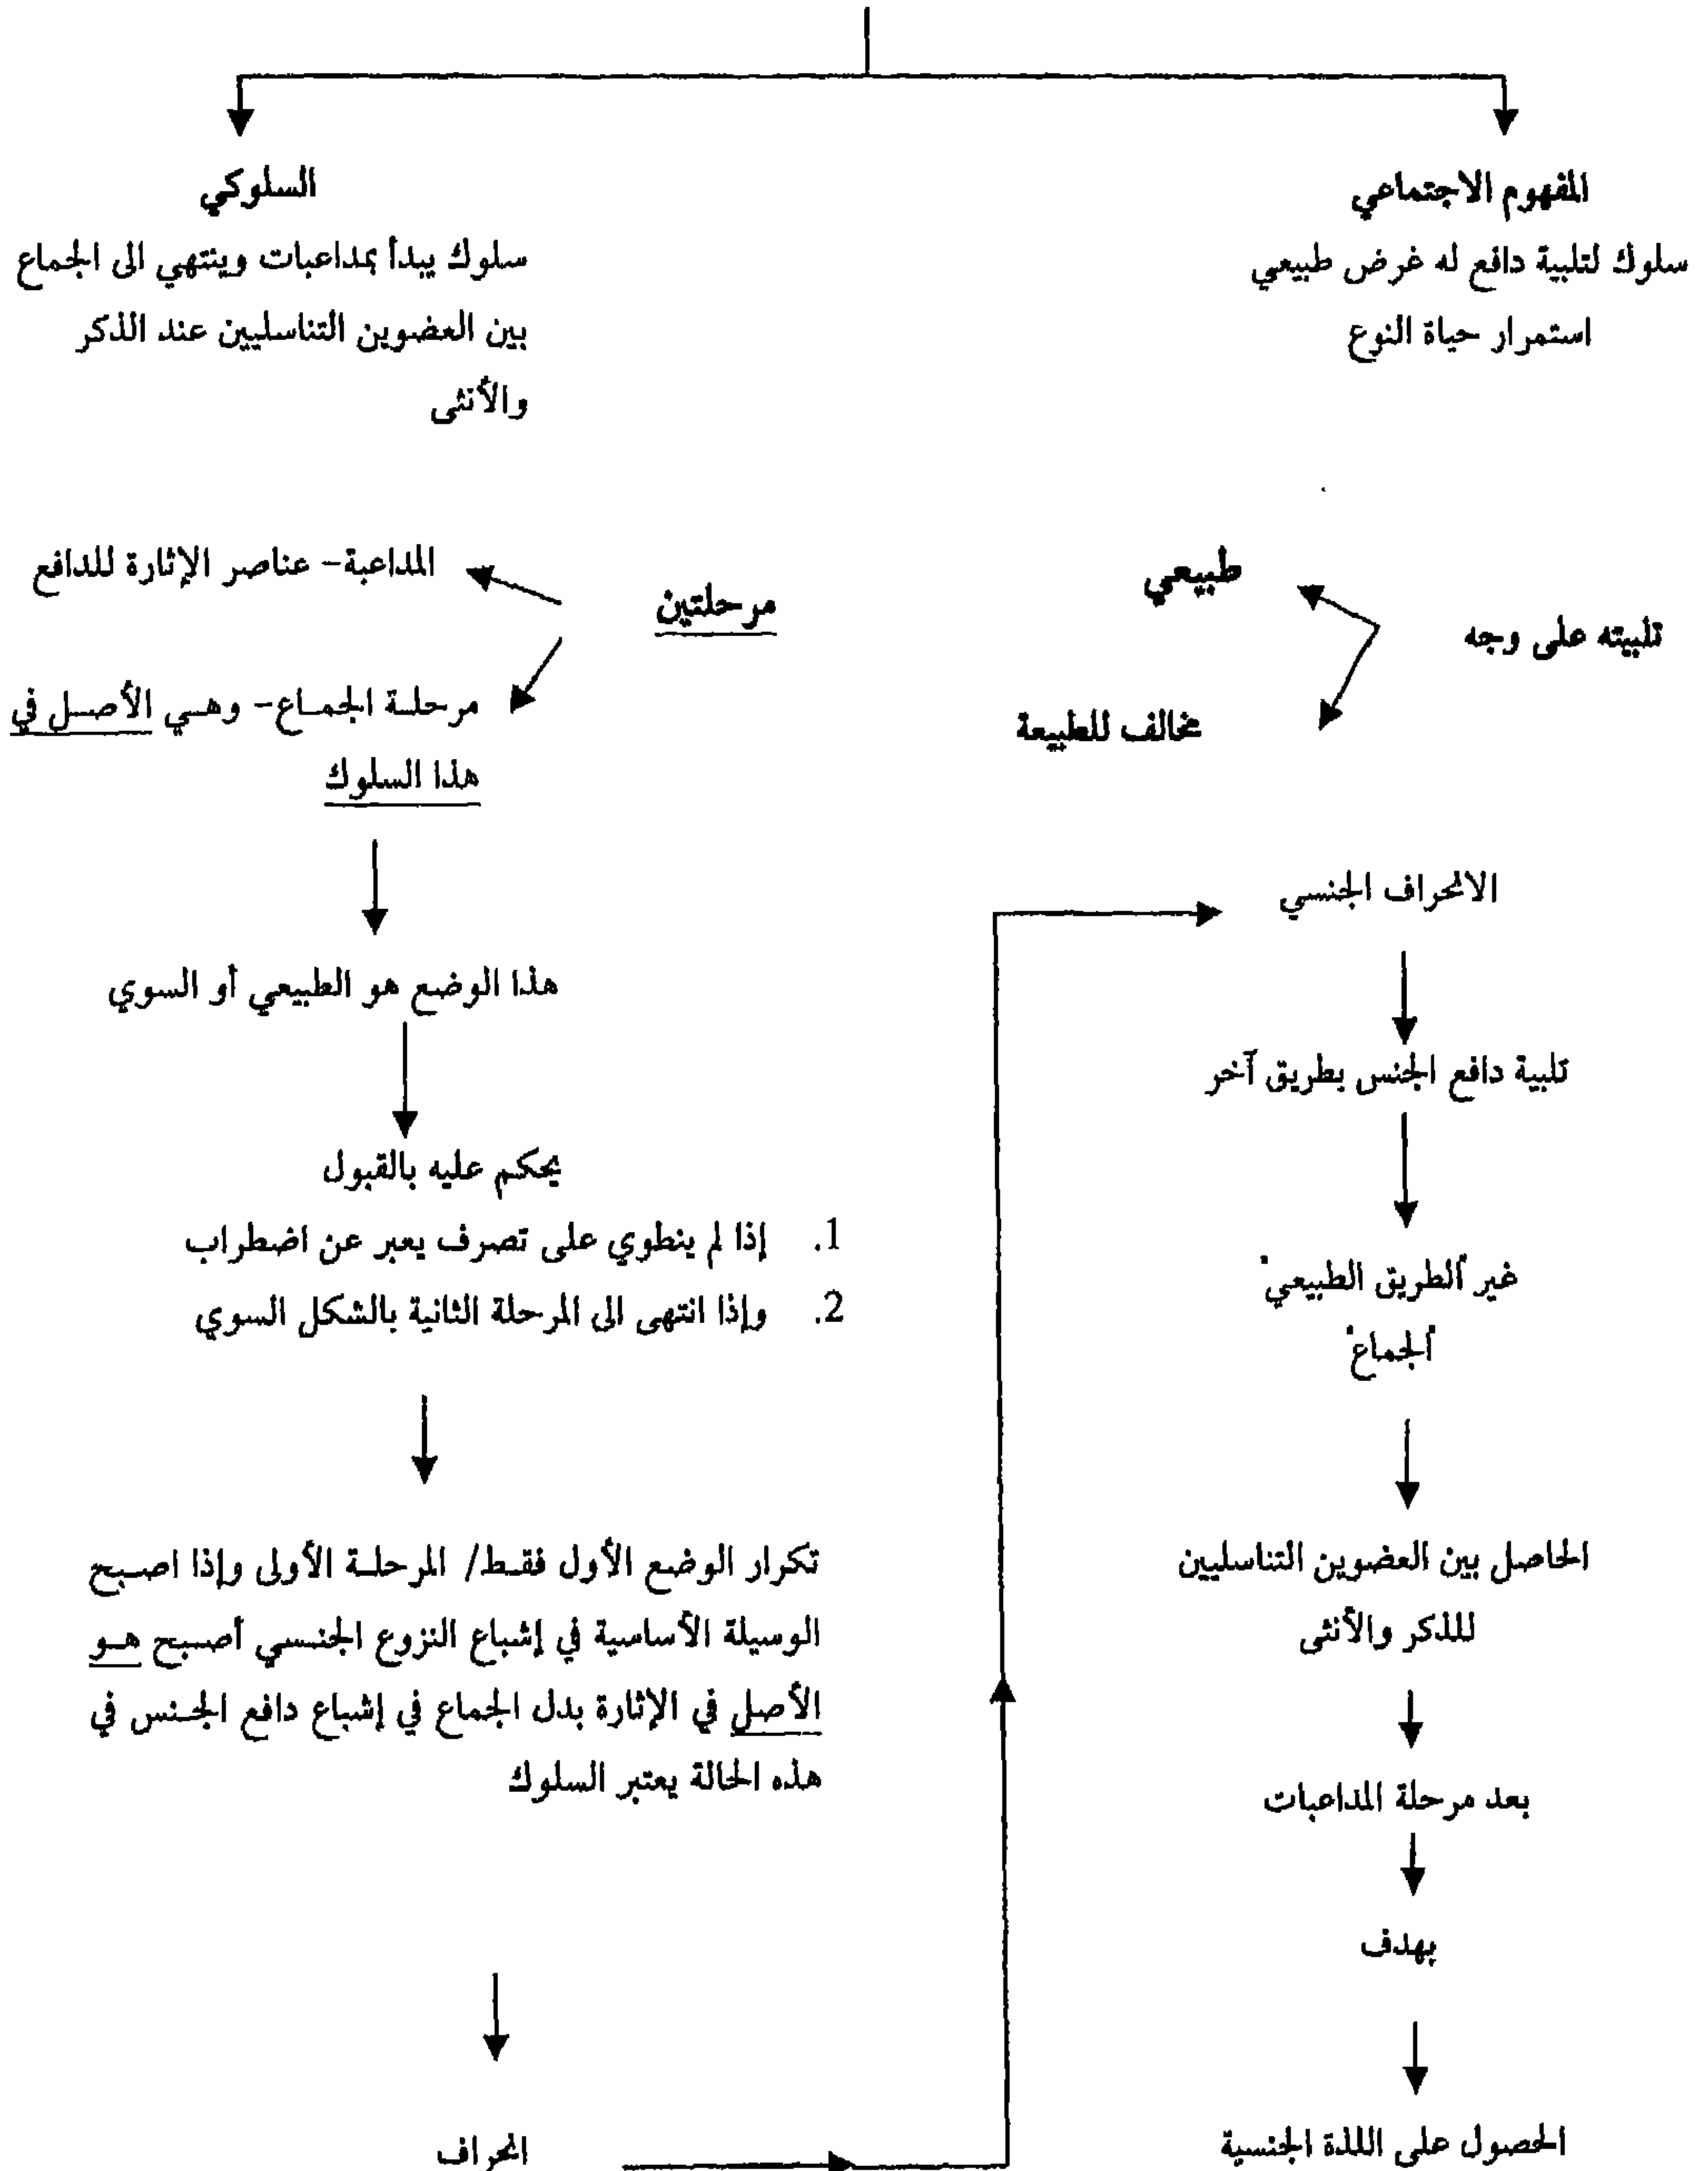 المفهوم الاجتماعي
سلوك لتلبية دافع له غرض طبيعي
استمرار حياة النوع
تلبيته على وجه
طبيعي
مخالف للطبيعة
السلوكي
سلوك يبدأ بمداعبات وينتهي الى الجماع
بين العضوين التناسليين عند الذكر
والأنثى
مرحلتين
المداعبة- عناصر الإثارة للدافع
مرحلة الجماع- وهي الأصل في
هذا السلوك
هذا الوضع هو الطبيعي أو السوي
يحكم عليه بالقبول
1. إذا لم ينطوي على تصرف يعبر عن اضطراب
2. وإذا انتهى الى المرحلة الثانية بالشكل السوي
تكرار الوضع الأول فقط/ المرحلة الأولى وإذا اصبح
الوسيلة الأساسية في إشباع النزوع الجنسي أصبح هو
الأصل في الإثارة بدل الجماع في إشباع دافع الجنس في
هذه الحالة يعتبر السلوك
انحراف
الانحراف الجنسي
تلبية دافع الجنس بطريق آخر
غير "الطريق الطبيعي"
"الجماع"
الحاصل بين العضوين التناسليين
للذكر والأنثى
بعد مرحلة المداعبات
بهدف
الحصول على اللذة الجنسية